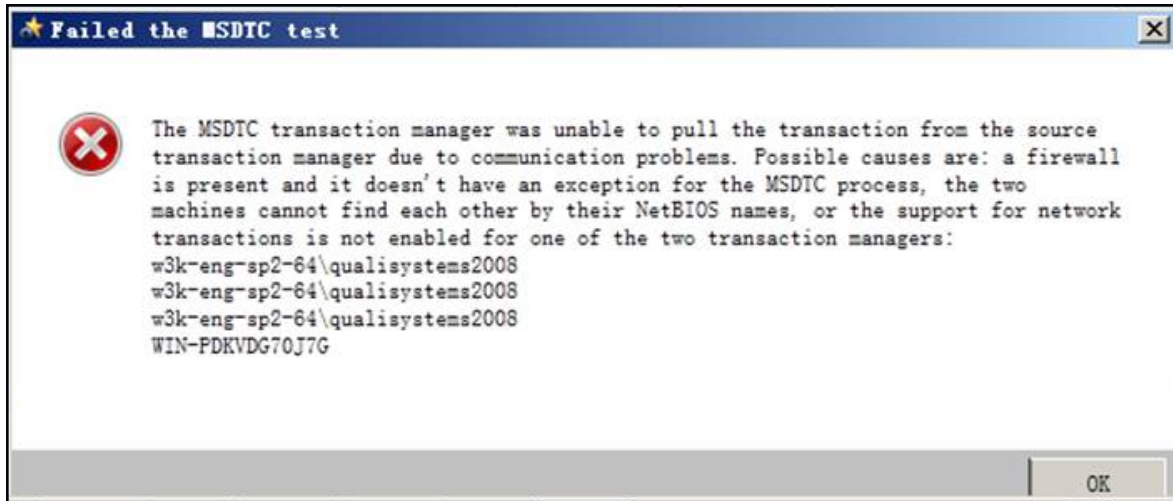 Failed the MSDTC test
The MSDTC transaction manager was unable to pull the transaction from the source
transaction manager due to communication problems. Possible causes are: a firewall
is present and it doesn't have an exception for the MSDTC process, the two
machines cannot find each other by their NetBIOS names, or the support for network
transactions is not enabled for one of the two transaction managers:
w3k-eng-sp2-64\qualisystems2008
w3k-eng-sp2-64\qualisystems2008
w3k-eng-sp2-64\qualisystems2008
WIN-PDKVDG70J7G
OK